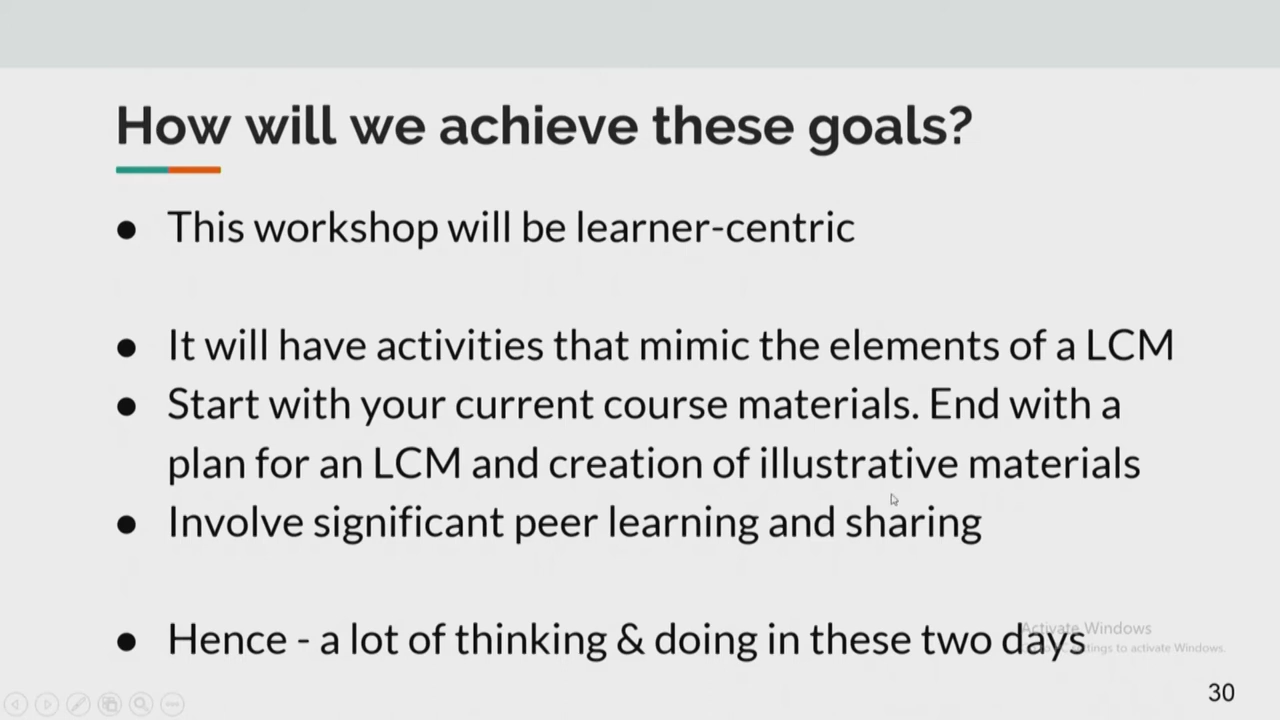 How will we achieve these goals?
● This workshop will be learner-centric
● It will have activities that mimic the elements of a LCM
● Start with your current course materials. End with a
plan for an LCM and creation of illustrative materials
● Involve significant peer learning and sharing
● Hence - a lot of thinking & doing in these two days
Activate Windows
to activate Windows.
30